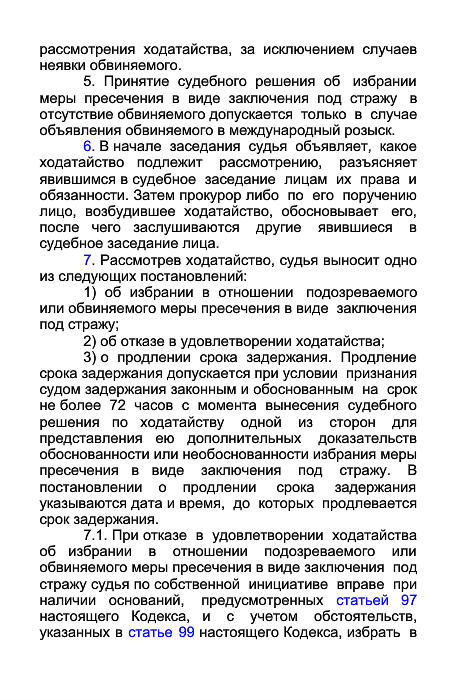 рассмотрения ходатайства, за исключением случаев
неявки обвиняемого.
5. Принятие судебного решения об избрании
меры пресечения в виде заключения под стражу в
отсутствие обвиняемого допускается только в случае
объявления обвиняемого в международный розыск.
6. В начале заседания судья объявляет, какое
ходатайство подлежит рассмотрению, разъясняет
явившимся в судебное заседание лицам их права и
обязанности. Затем прокурор либо по его поручению
лицо, возбудившее ходатайство, обосновывает его,
после чего заслушиваются другие явившиеся в
судебное заседание лица.
7. Рассмотрев ходатайство, судья выносит одно
из следующих постановлений:
1) об избрании в отношении подозреваемого
или обвиняемого меры пресечения в виде заключения
под стражу;
2) об отказе в удовлетворении ходатайства;
3) о продлении срока задержания. Продление
срока задержания допускается при условии признания
судом задержания законным и обоснованным на срок
не более 72 часов с момента вынесения судебного
решения по ходатайству одной из сторон для
представления ею дополнительных доказательств
обоснованности или необоснованности избрания меры
пресечения в виде заключения под стражу. В
постановлении о продлении срока задержания
указываются дата и время, до которых продлевается
срок задержания.
7.1. При отказе в удовлетворении ходатайства
об избрании в отношении подозреваемого или
обвиняемого меры пресечения в виде заключения под
стражу судья по собственной инициативе вправе при
наличии оснований, предусмотренных статьей 97
настоящего Кодекса, и с учетом обстоятельств,
указанных в статье 99 настоящего Кодекса, избрать в